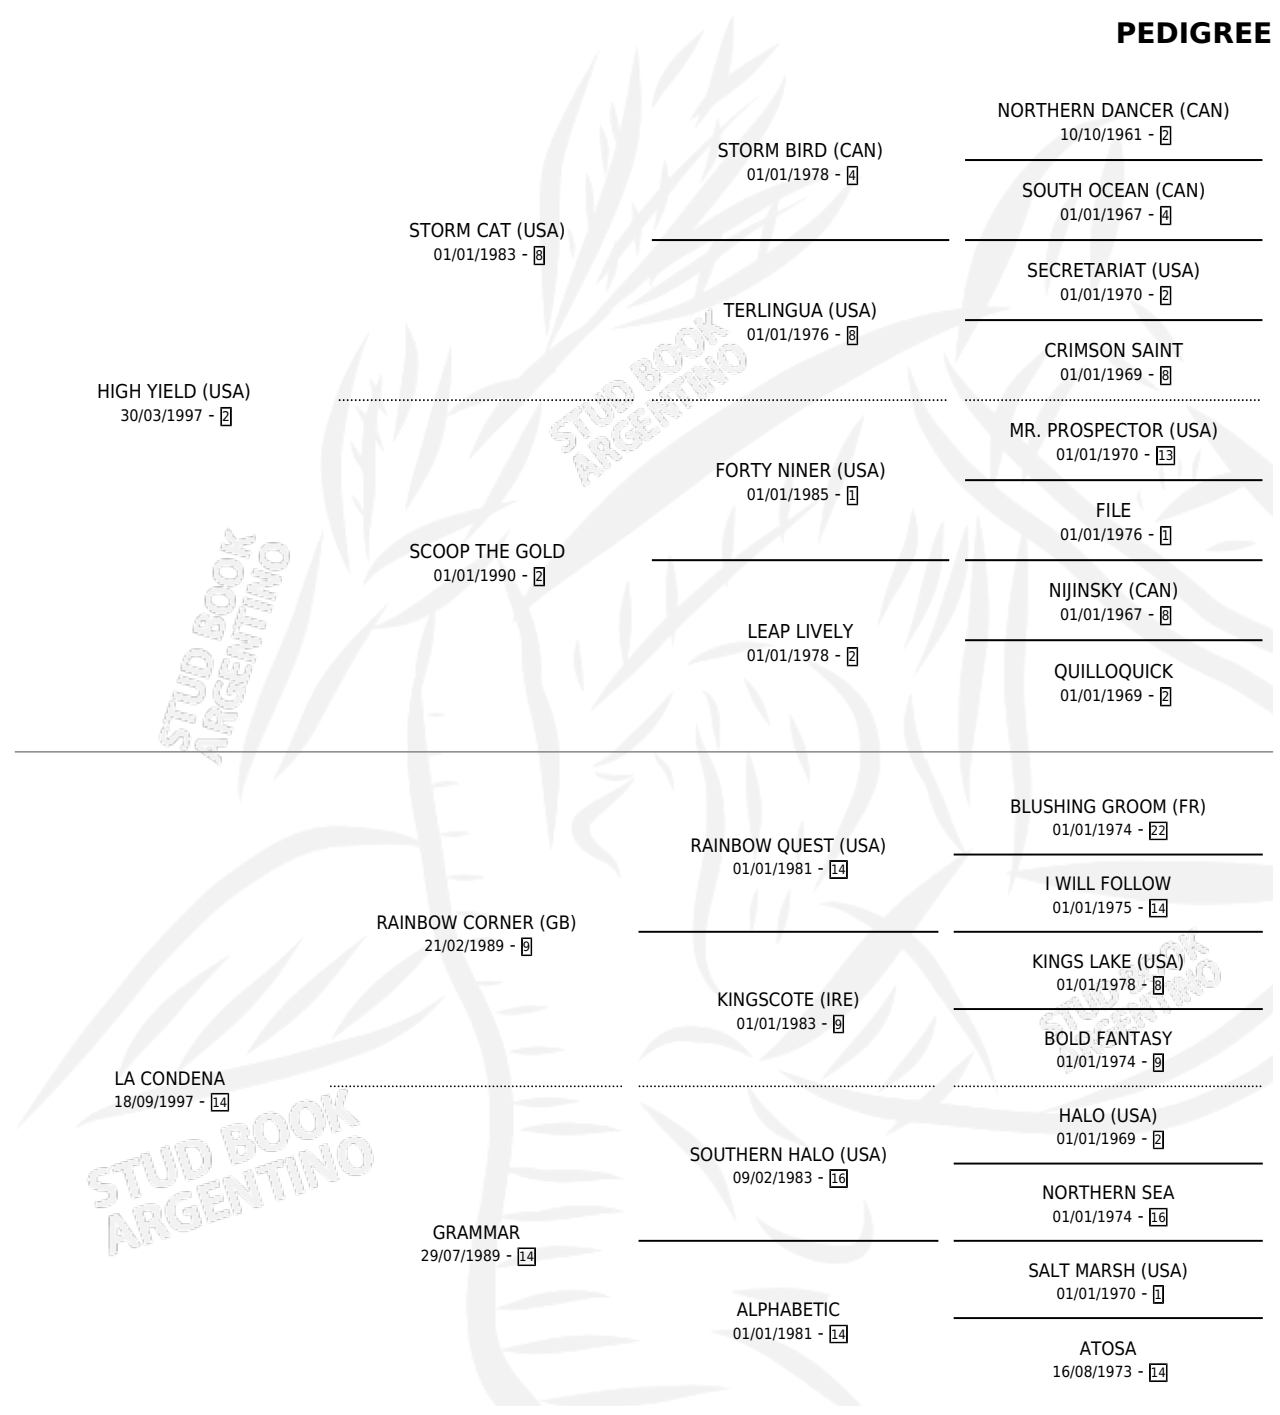 PEDIGREE
NORTHERN DANCER (CAN)
10/10/1961 - 2
STORM BIRD (CAN)
01/01/1978 - 4
SOUTH OCEAN (CAN)
01/01/1967 - 4
STORM CAT (USA)
01/01/1983 - 8
SECRETARIAT (USA)
01/01/1970 - 2
TERLINGUA (USA)
01/01/1976 - 8
CRIMSON SAINT
01/01/1969 - 8
HIGH YIELD (USA)
30/03/1997 - 2
MR. PROSPECTOR (USA)
01/01/1970 - 13
FORTY NINER (USA)
01/01/1985 - 1
FILE
01/01/1976 - 1
SCOOP THE GOLD
01/01/1990 - 2
NIJINSKY (CAN)
01/01/1967 - 8
LEAP LIVELY
01/01/1978 - 2
QUILLOQUICK
01/01/1969 - 2
BLUSHING GROOM (FR)
01/01/1974 - 22
RAINBOW QUEST (USA)
01/01/1981 - 14
I WILL FOLLOW
01/01/1975 - 14
RAINBOW CORNER (GB)
21/02/1989 - 9
KINGS LAKE (USA)
01/01/1978 - 8
KINGSCOTE (IRE)
01/01/1983 - 9
BOLD FANTASY
01/01/1974 - 9
LA CONDENA
18/09/1997 - 14
HALO (USA)
01/01/1969 - 2
SOUTHERN HALO (USA)
09/02/1983 - 16
NORTHERN SEA
01/01/1974 - 16
GRAMMAR
29/07/1989 - 14
SALT MARSH (USA)
01/01/1970 - 1
ALPHABETIC
01/01/1981 - 14
ATOSA
16/08/1973 - 14
STUD BOOK
ARGENTINO
STUD BOOK
ARGENTINO
STUD BOOK
ARGENTINO
STUD BOOK
ARGENTINO